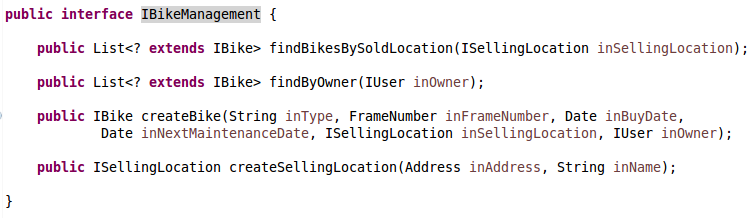 public interface IBikeManagement {
public List<? extends IBike> findBikesBySoldLocation(ISellingLocation inSellingLocation);
public List<? extends IBike> findByOwner(IUser inOwner);
public IBike createBike(String inType, FrameNumber inFrameNumber, Date inBuyDate,
Date inNextMaintenanceDate, ISellingLocation inSellingLocation, IUser inOwner);
public ISellingLocation createSellingLocation(Address inAddress, String inName);
}